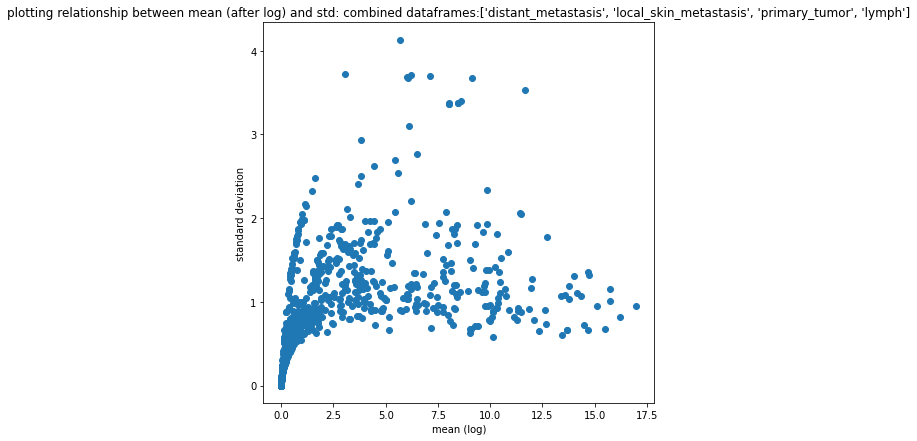 plotting relationship between mean (after log) and std: combined dataframes:['distant_metastasis', 'local_skin_metastasis', 'primary_tumor', 'lymph']
4
3
2
1
0
standard deviation
0.0 2.5 5.0 7.5 10.0 12.5 15.0 17.5
mean (log)